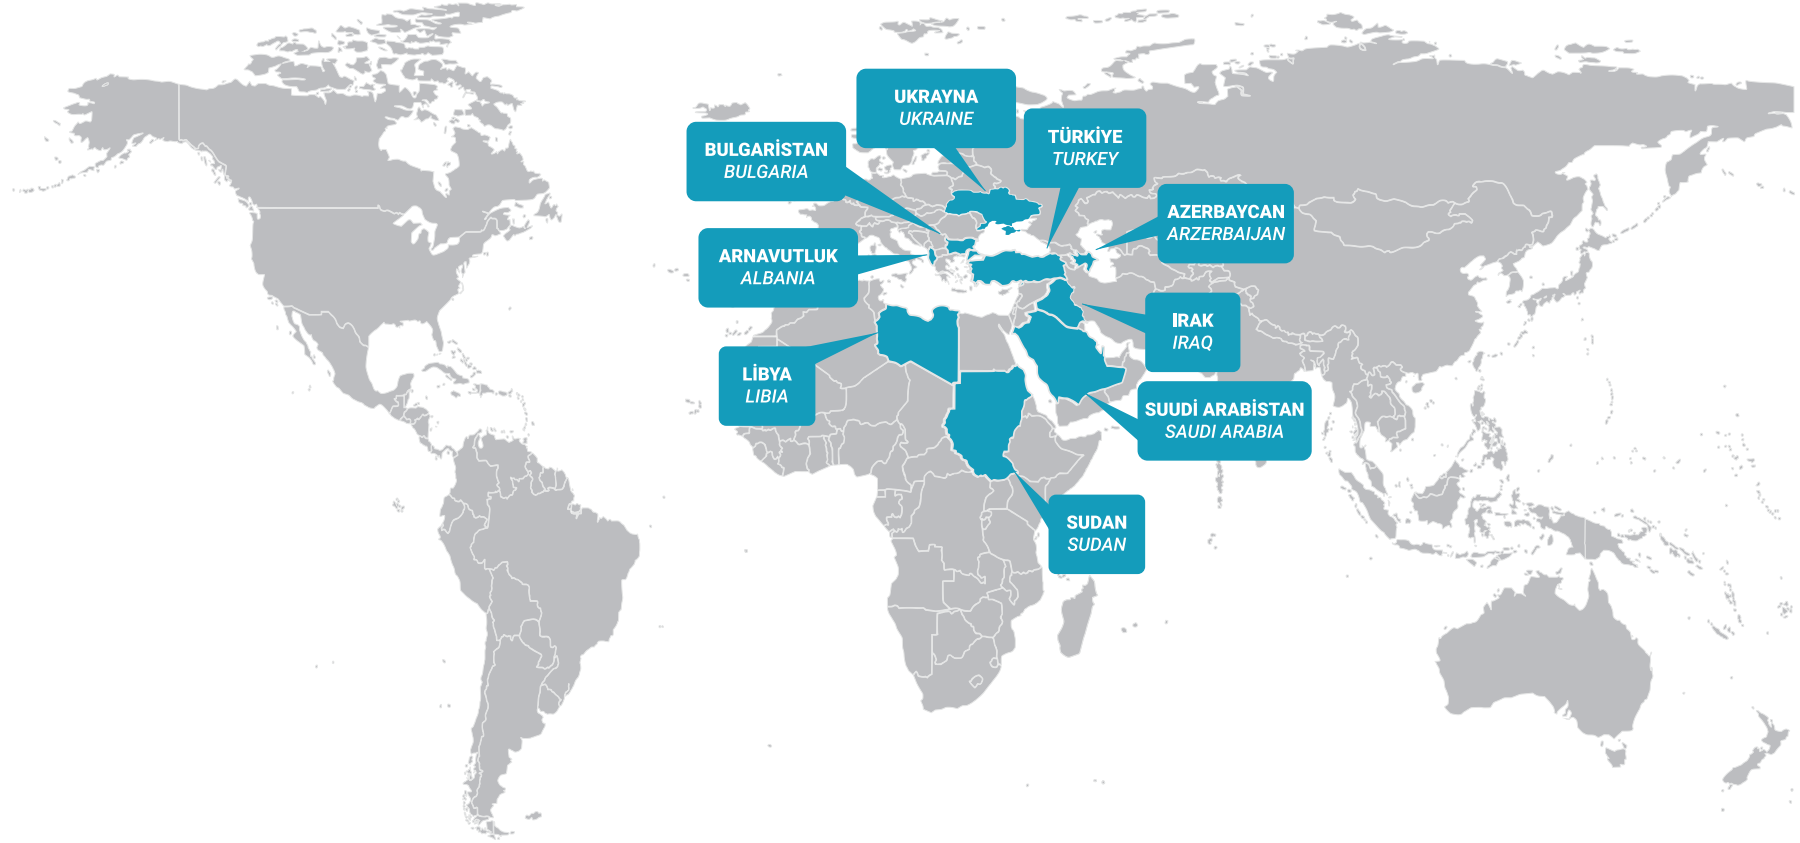 UKRAYNA
UKRAINE
TÜRKİYE
TURKEY
BULGARİSTAN
BULGARIA
AZERBAYCAN
ARZERBAIJAN
ARNAVUTLUK
ALBANIA
IRAK
IRAQ
LİBYA
LIBIA
SUUDİ ARABİSTAN
SAUDI ARABIA
SUDAN
SUDAN